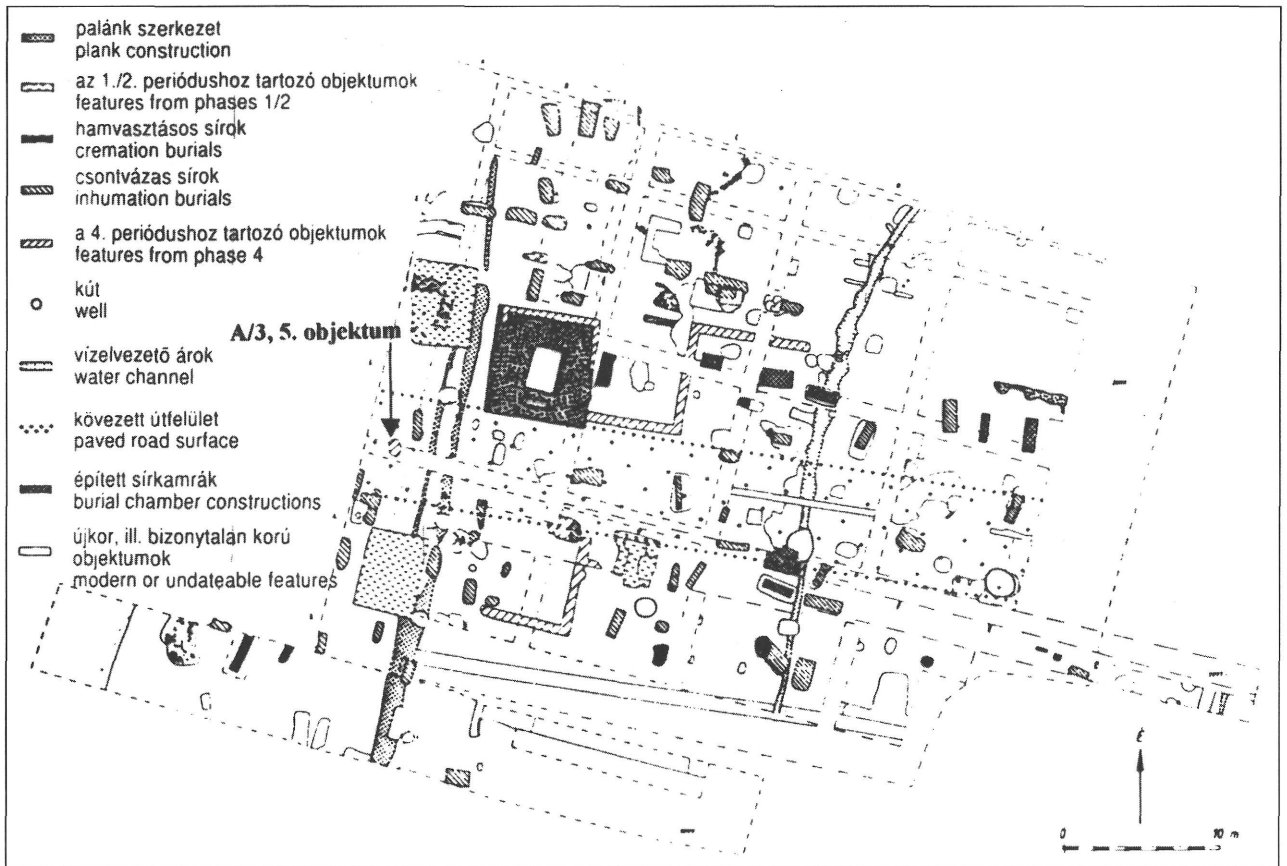 palánk szerkezet
plank construction
az 1./2. periódushoz tartozó objektumok
features from phases 1/2
hamvasztásos sírok
cremation burials
csontvázas sírok
inhumation burials
a 4. periódushoz tartozó objektumok
features from phase 4
kút
well
A/3, 5. objektum
vízelvezető árok
water channel
kövezett útfelület
paved road surface
épített sírkamrák
burial chamber constructions
újkor, ill. bizonytalan korú
objektumok
modern or undateable features
É
0 10 m